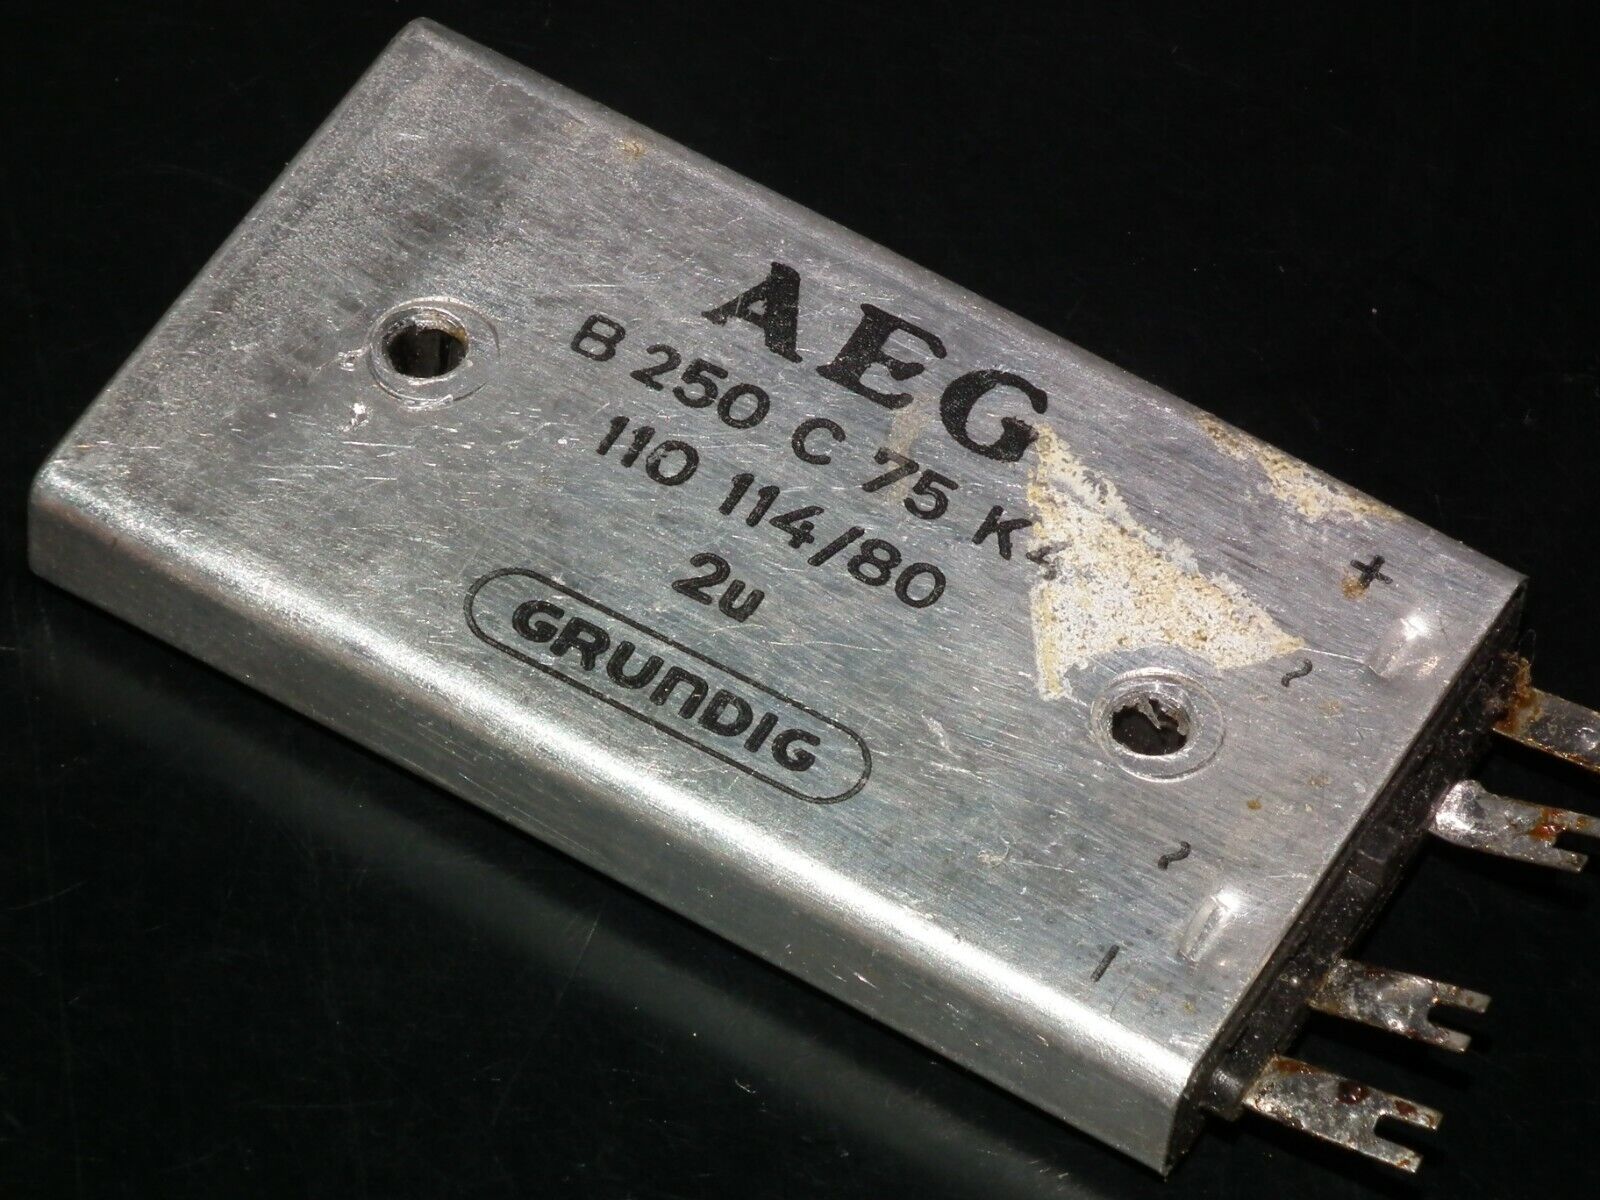 AEG
B 250 C 75 K4
110 114/80
2u
GRUNDIG
+
~
~
–